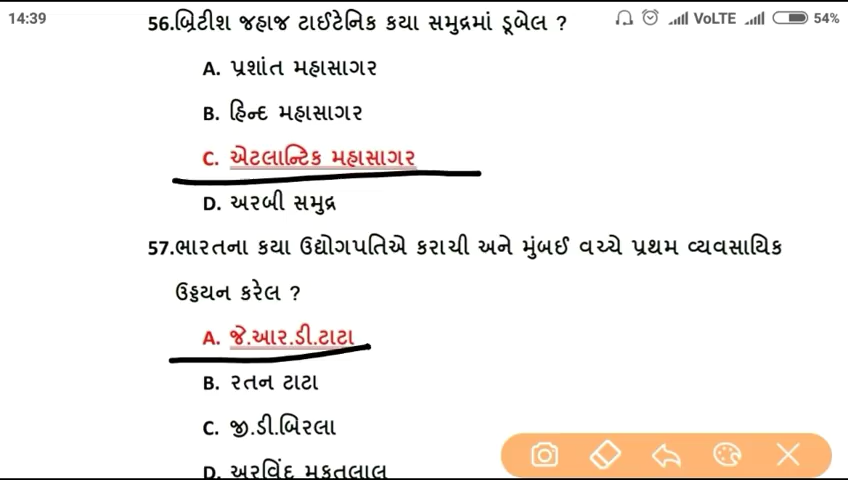 14:39
VoLTE 54%
56.બ્રિટીશ જહાજ ટાઈટેનિક કયા સમુદ્રમાં ડૂબેલ ?
A. પ્રશાંત મહાસાગર
B. હિન્દ મહાસાગર
C. એટલાન્ટિક મહાસાગર
D. અરબી સમુદ્ર
57.ભારતના કયા ઉદ્યોગપતિએ કરાચી અને મુંબઈ વચ્ચે પ્રથમ વ્યવસાયિક
ઉડ્ડયન કરેલ ?
A. જે.આર.ડી.ટાટા
B. રતન ટાટા
C. જી.ડી.બિરલા
D. અરવિંદ મફતલાલ